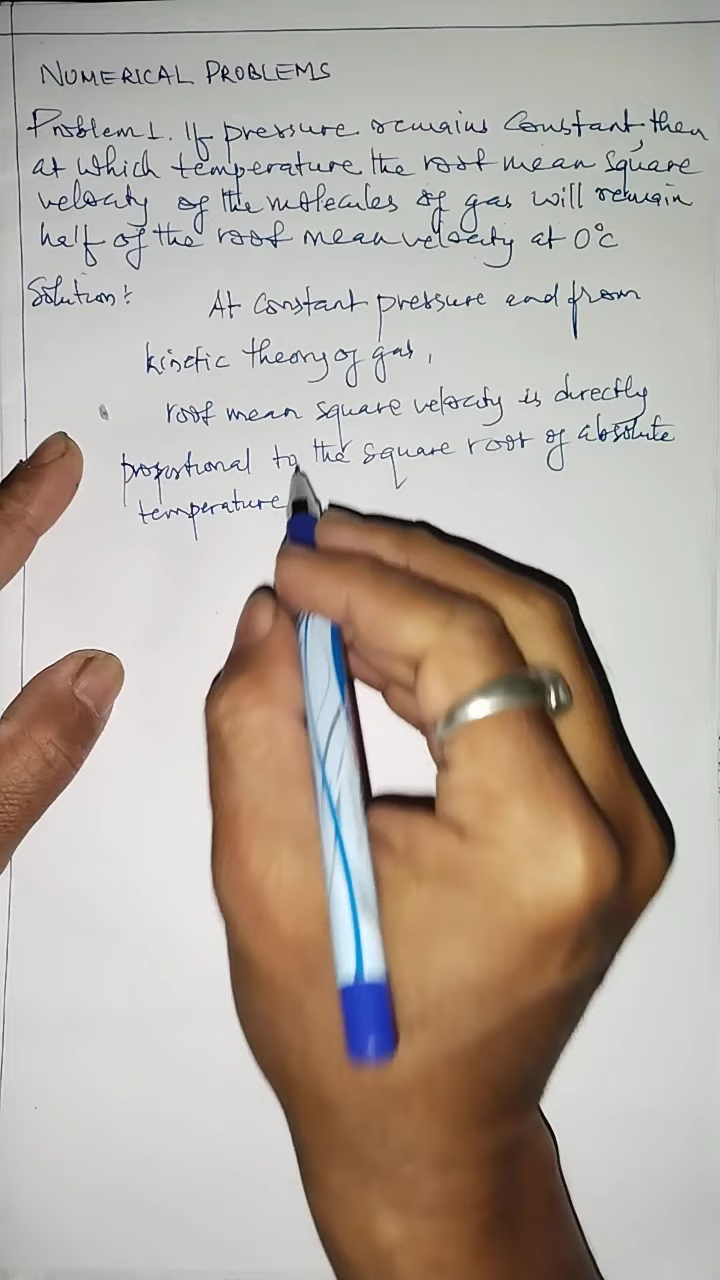 NUMERICAL PROBLEMS
Problem 1. If pressure remains Constant, then
at which temperature the root mean square
velocity of the molecules of gas will remain
half of the root mean velocity at 0°c
Solution: At Constant pressure and from
kinetic theory of gas,
root mean square velocity is directly
proportional to the square root of absolute
temperature